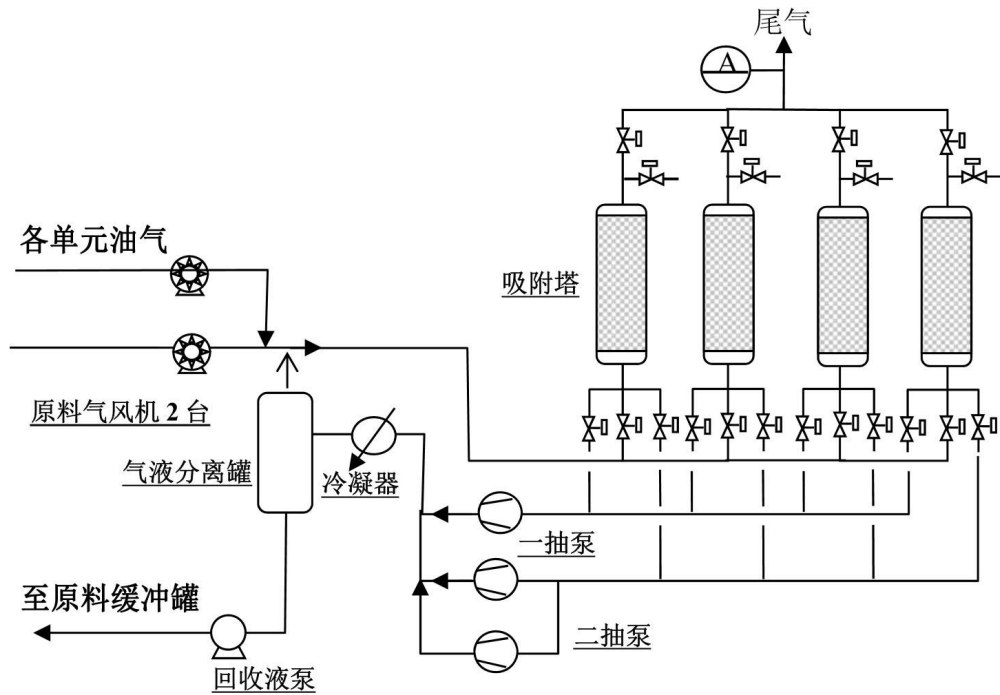 尾气
A
各单元油气
吸附塔
原料气风机 2 台
气液分离罐
冷凝器
一抽泵
至原料缓冲罐
二抽泵
回收液泵